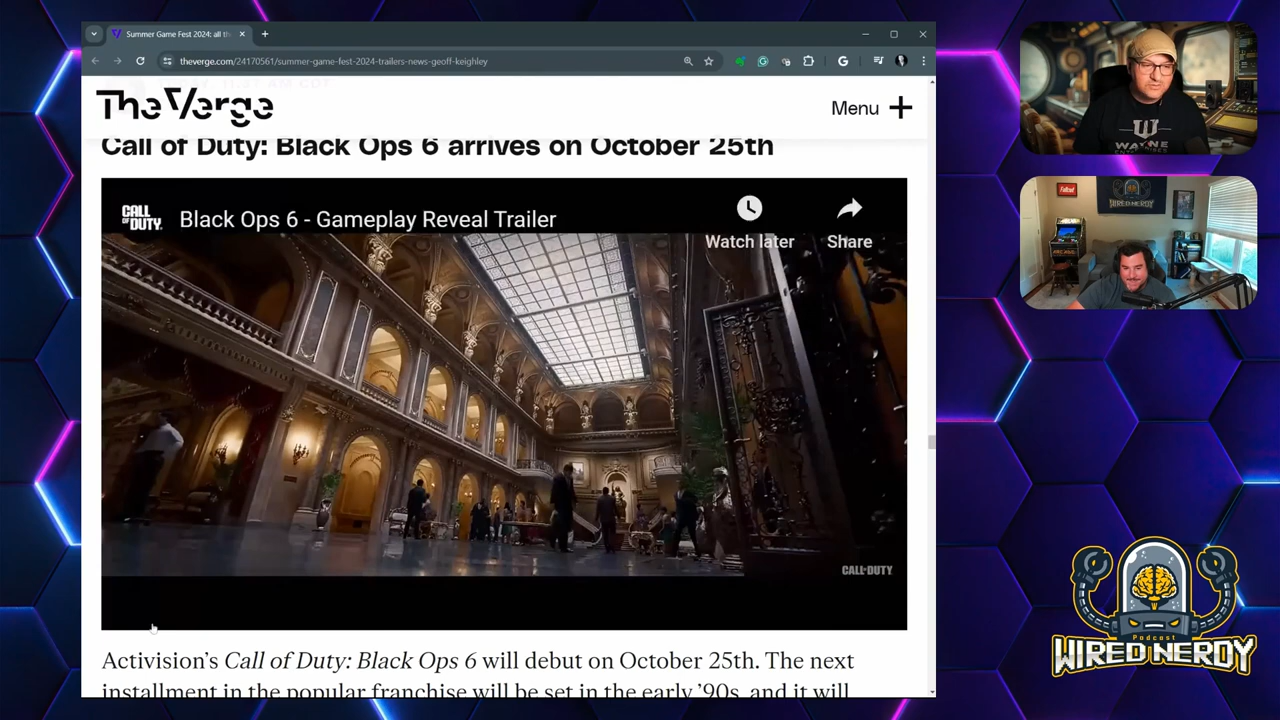 Summer Game Fest 2024: all th
theverge.com/24170561/summer-game-fest-2024-trailers-news-geoff-keighley
The Verge
Menu
Call of Duty: Black Ops 6 arrives on October 25th
CALL OF DUTY
Black Ops 6 - Gameplay Reveal Trailer
Watch later
Share
CALL OF DUTY
Activision's Call of Duty: Black Ops 6 will debut on October 25th. The next
installment in the popular franchise will be set in the early '90s, and it will
WAYNE
Fallout
WIRED NERDY
Podcast
WIRED NERDY